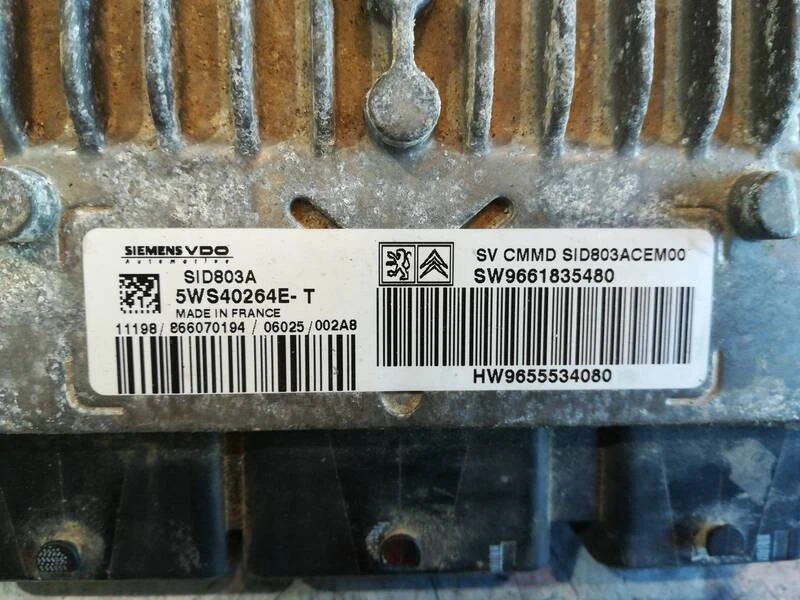 SIEMENS VDO
Automotive
SID803A
5WS40264E-T
MADE IN FRANCE
11198/866070194/06025/002A8
SV CMMD SID803ACEM00
SW9661835480
HW9655534080